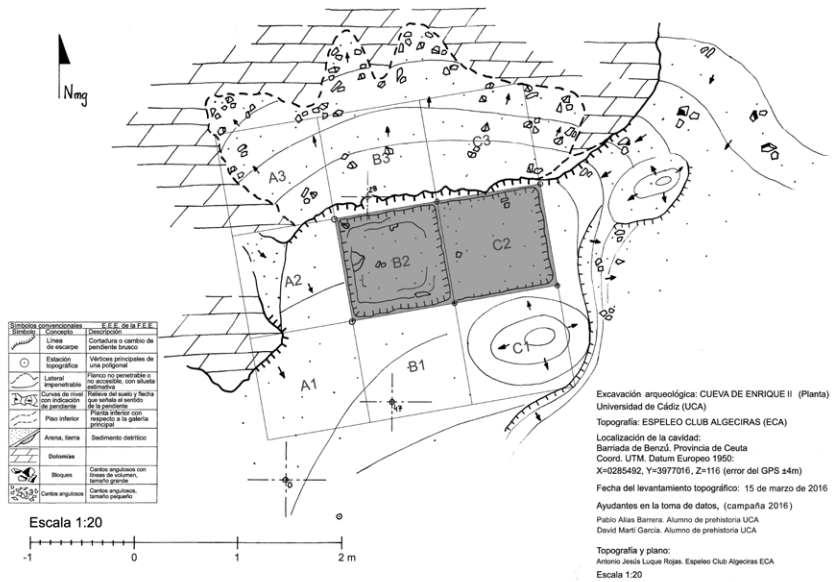 Nmg
A3
B3
C3
A2
B2
C2
A1
B1
C1
47
Símbolos convencionales E.E.E. de la F.E.E.
Símbolo Concepto Descripción
Línea de escarpe
Cortadura o cambio de pendiente brusco
Estación topográfica
Vértices principales de una poligonal
Lateral impenetrable
Flanco no penetrable o no accesible, con silueta estimativa
Curvas de nivel con indicación de pendiente
Relieve del suelo y flecha que señala el sentido de la pendiente
Piso inferior
Planta inferior con respecto a la galería principal
Arena, tierra
Sedimento detrítico
Dolomías
Bloques
Cantos angulosos con líneas de volumen, tamaño grande
Cantos angulosos
Cantos angulosos, tamaño pequeño
Escala 1:20
-1 0 1 2 m
Excavación arqueológica: CUEVA DE ENRIQUE II (Planta)
Universidad de Cádiz (UCA)
Topografía: ESPELEO CLUB ALGECIRAS (ECA)
Localización de la cavidad:
Barriada de Benzú. Provincia de Ceuta
Coord. UTM. Datum Europeo 1950:
X=0285492, Y=3977016, Z=116 (error del GPS ±4m)
Fecha del levantamiento topográfico: 15 de marzo de 2016
Ayudantes en la toma de datos, (campaña 2016)
Pablo Alias Barrera. Alumno de prehistoria UCA
David Martí García. Alumno de prehistoria UCA
Topografía y plano:
Antonio Jesús Luque Rojas. Espeleo Club Algeciras ECA
Escala 1:20